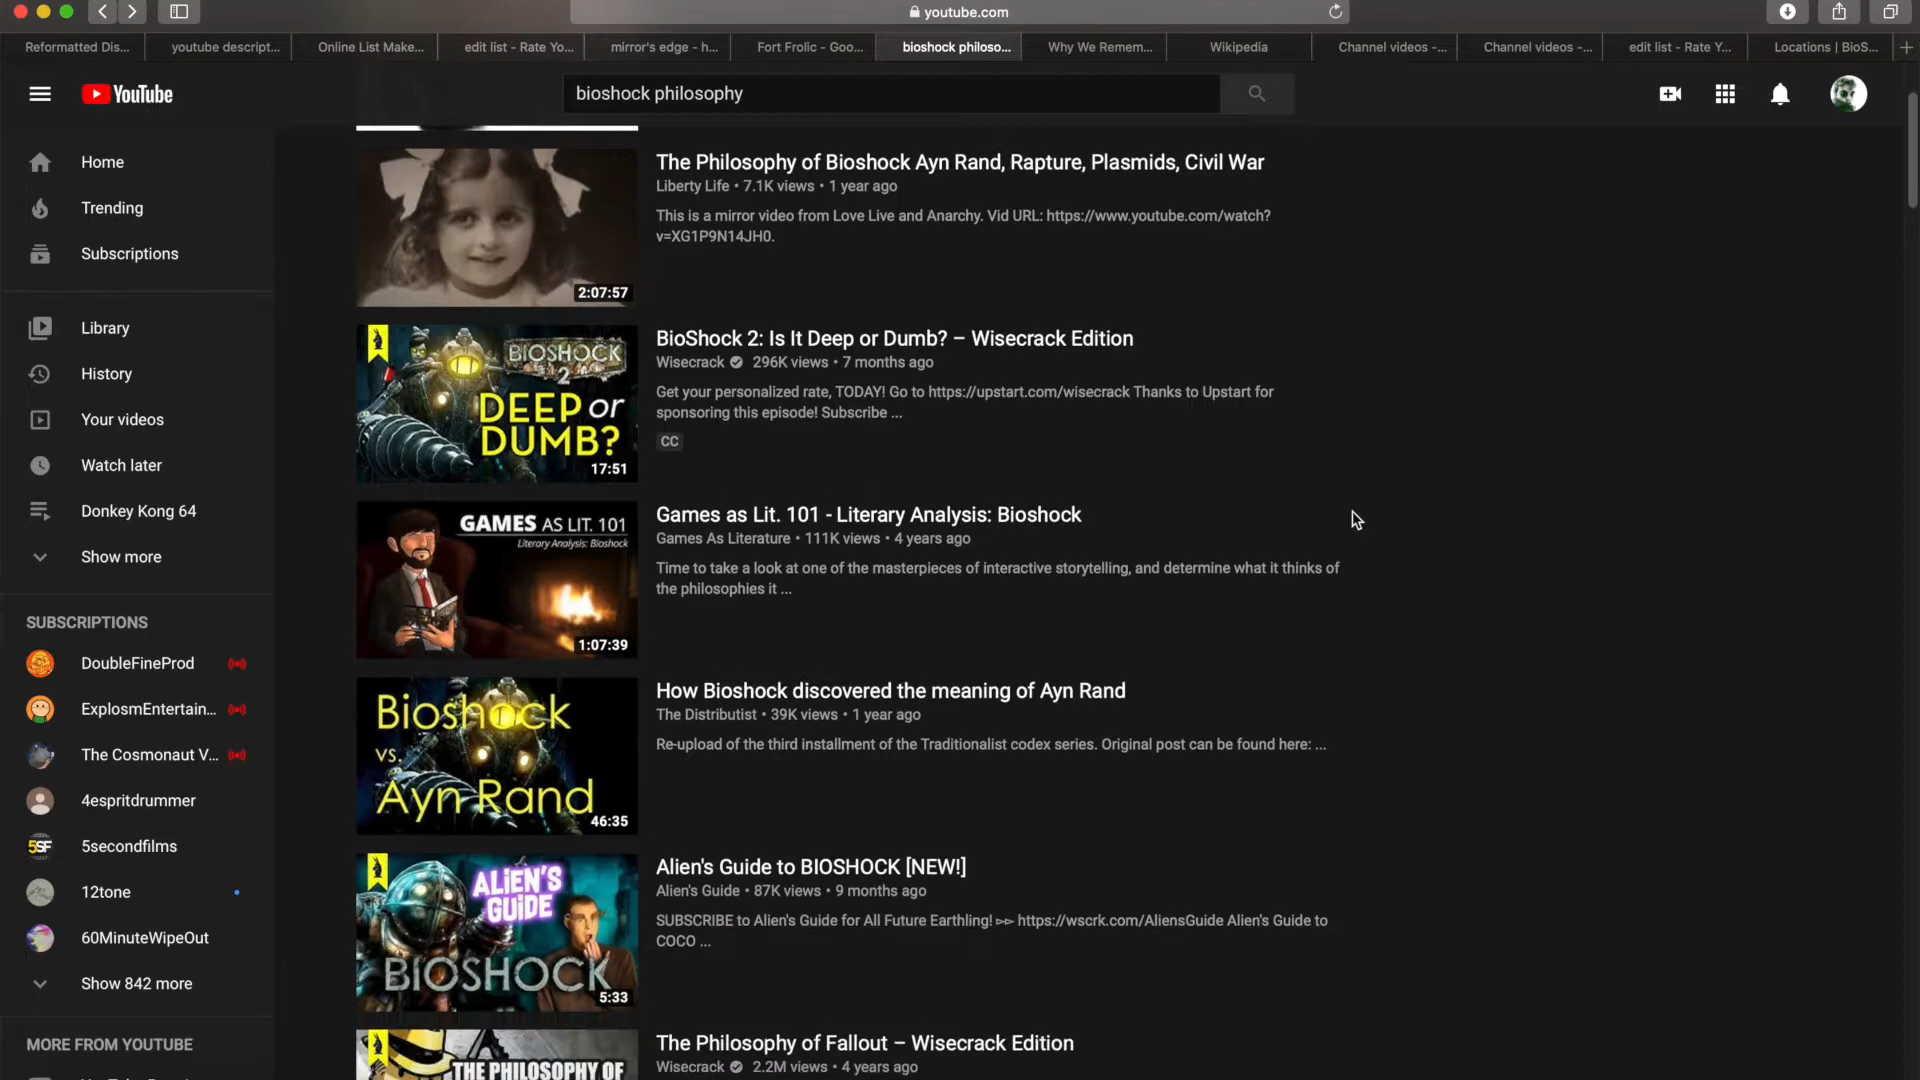 youtube.com
Reformatted Dis...
youtube descript...
Online List Make...
edit list - Rate Yo...
mirror's edge - h...
Fort Frolic - Goo...
bioshock philoso...
Why We Remem...
Wikipedia
Channel videos -...
Channel videos -...
edit list - Rate Y...
Locations | BioS...
YouTube
bioshock philosophy
Home
Trending
Subscriptions
Library
History
Your videos
Watch later
Donkey Kong 64
Show more
SUBSCRIPTIONS
DoubleFineProd
ExplosmEntertain...
The Cosmonaut V...
4espritdrummer
5SF
5secondfilms
12tone
60MinuteWipeOut
Show 842 more
MORE FROM YOUTUBE
2:07:57
The Philosophy of Bioshock Ayn Rand, Rapture, Plasmids, Civil War
Liberty Life • 7.1K views • 1 year ago
This is a mirror video from Love Live and Anarchy. Vid URL: https://www.youtube.com/watch?
v=XG1P9N14JH0.
BIOSHOCK
2
DEEP or
DUMB?
17:51
BioShock 2: Is It Deep or Dumb? – Wisecrack Edition
Wisecrack 296K views • 7 months ago
Get your personalized rate, TODAY! Go to https://upstart.com/wisecrack Thanks to Upstart for
sponsoring this episode! Subscribe ...
CC
GAMES AS LIT. 101
Literary Analysis: Bioshock
1:07:39
Games as Lit. 101 - Literary Analysis: Bioshock
Games As Literature • 111K views • 4 years ago
Time to take a look at one of the masterpieces of interactive storytelling, and determine what it thinks of
the philosophies it ...
Bioshock
vs.
Ayn Rand
46:35
How Bioshock discovered the meaning of Ayn Rand
The Distributist • 39K views • 1 year ago
Re-upload of the third installment of the Traditionalist codex series. Original post can be found here: ...
ALIEN'S
GUIDE
BIOSHOCK
5:33
Alien's Guide to BIOSHOCK [NEW!]
Alien's Guide • 87K views • 9 months ago
SUBSCRIBE to Alien's Guide for All Future Earthling! ▻▻ https://wscrk.com/AliensGuide Alien's Guide to
COCO ...
THE PHILOSOPHY OF
The Philosophy of Fallout – Wisecrack Edition
Wisecrack 2.2M views • 4 years ago